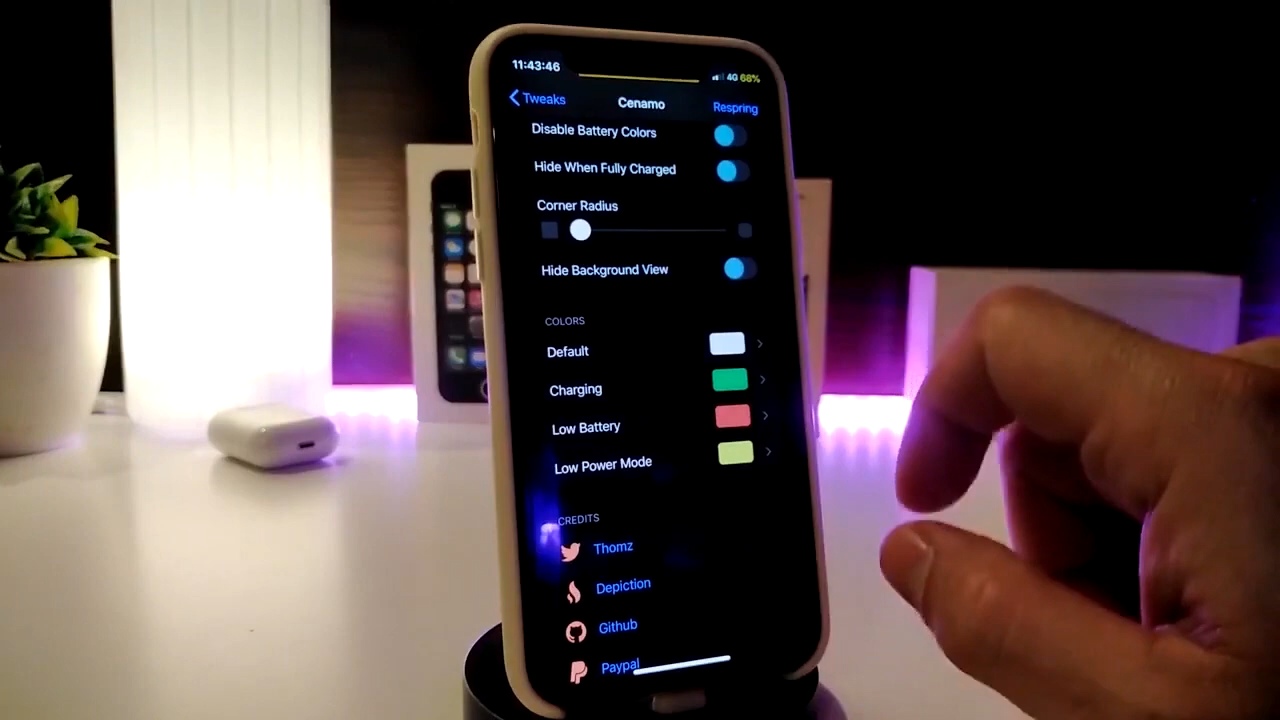 11:43:46 4G 68%
Tweaks Cenamo Respring
Disable Battery Colors
Hide When Fully Charged
Corner Radius
Hide Background View
COLORS
Default
Charging
Low Battery
Low Power Mode
CREDITS
Thomz
Depiction
Github
Paypal